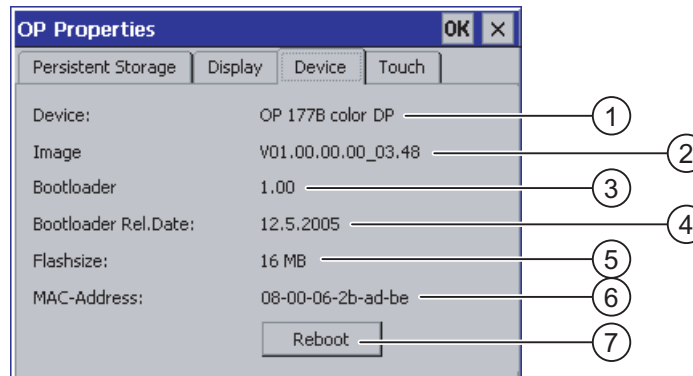 OP Properties OK ×
Persistent Storage Display Device Touch
Device: OP 177B color DP 1
Image V01.00.00.00_03.48 2
Bootloader 1.00 3
Bootloader Rel.Date: 12.5.2005 4
Flashsize: 16 MB 5
MAC-Address: 08-00-06-2b-ad-be 6
Reboot 7